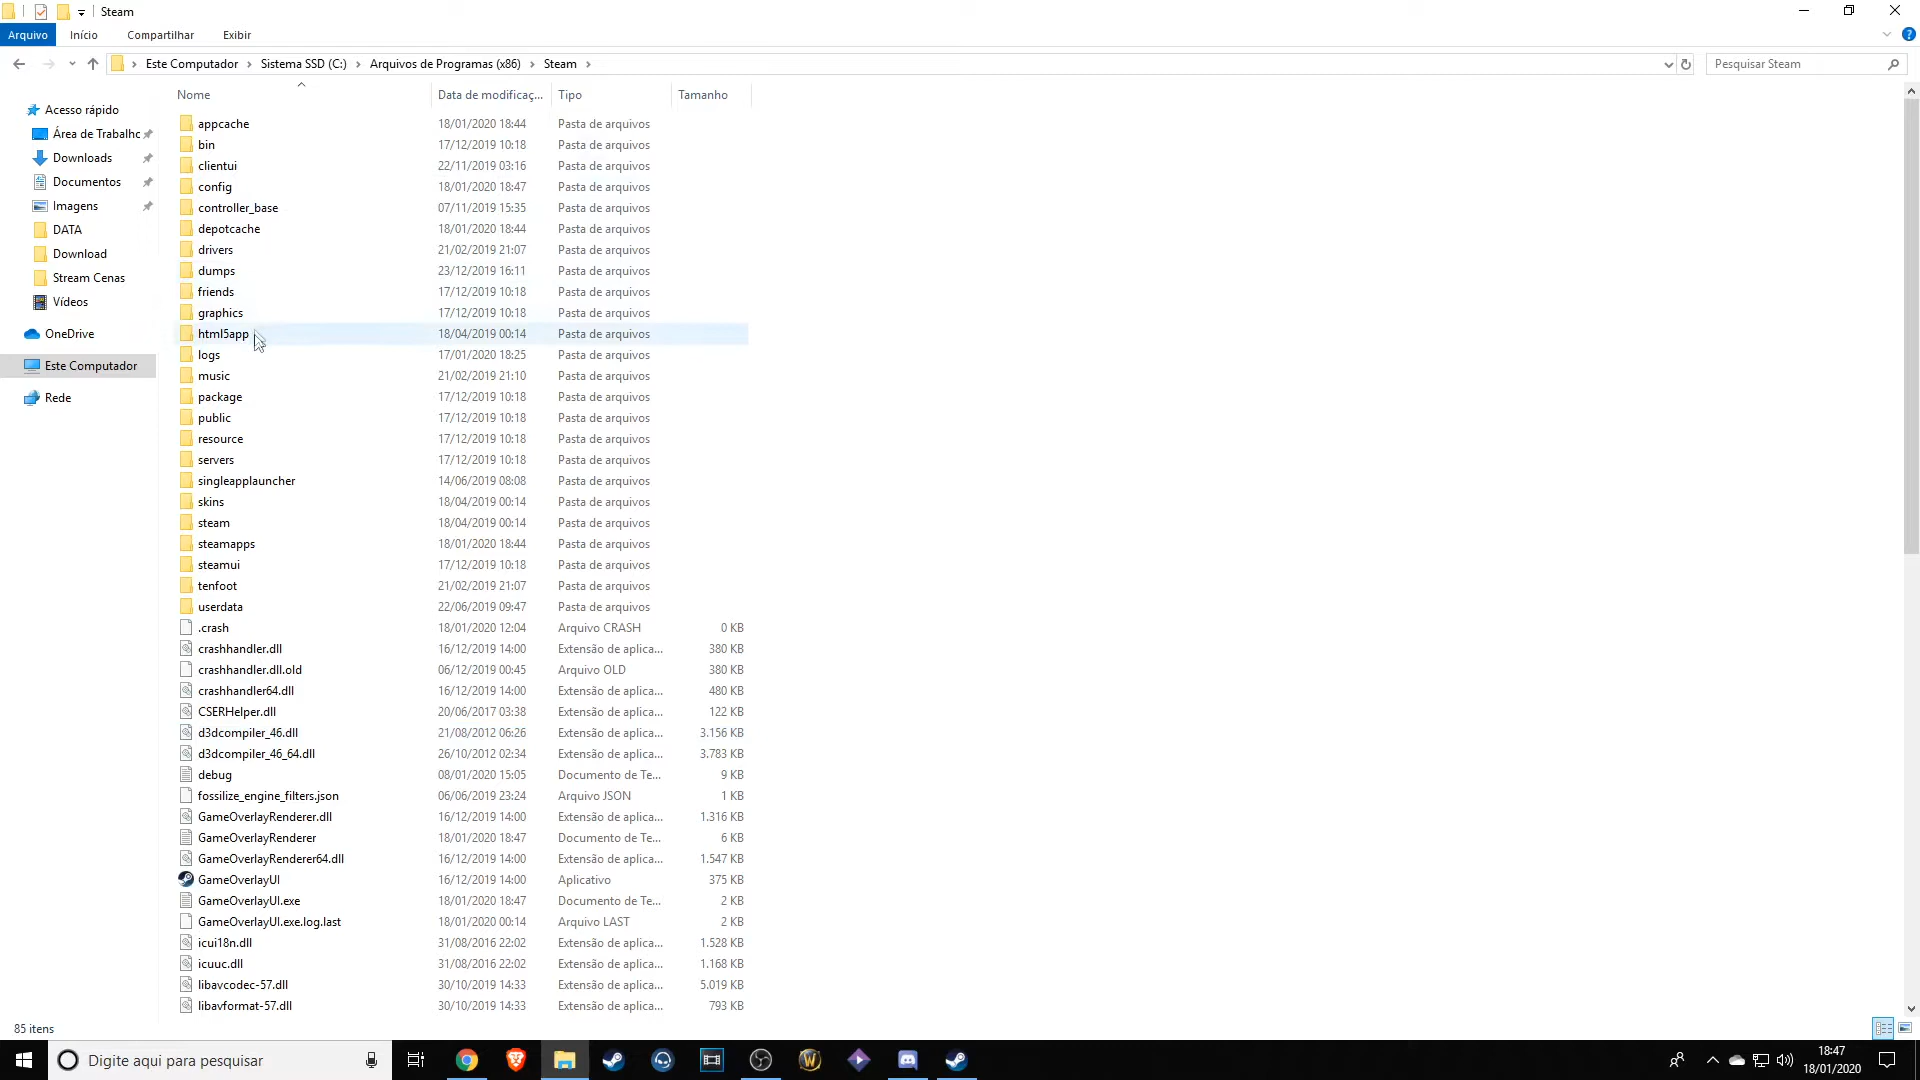 Steam
Arquivo Início Compartilhar Exibir
Este Computador Sistema SSD (C:) Arquivos de Programas (x86) Steam
Pesquisar Steam
Nome Data de modificaç... Tipo Tamanho
Acesso rápido
Área de Trabalho
Downloads
Documentos
Imagens
DATA
Download
Stream Cenas
Vídeos
OneDrive
Este Computador
Rede
appcache 18/01/2020 18:44 Pasta de arquivos
bin 17/12/2019 10:18 Pasta de arquivos
clientui 22/11/2019 03:16 Pasta de arquivos
config 18/01/2020 18:47 Pasta de arquivos
controller_base 07/11/2019 15:35 Pasta de arquivos
depotcache 18/01/2020 18:44 Pasta de arquivos
drivers 21/02/2019 21:07 Pasta de arquivos
dumps 23/12/2019 16:11 Pasta de arquivos
friends 17/12/2019 10:18 Pasta de arquivos
graphics 17/12/2019 10:18 Pasta de arquivos
html5app 18/04/2019 00:14 Pasta de arquivos
logs 17/01/2020 18:25 Pasta de arquivos
music 21/02/2019 21:10 Pasta de arquivos
package 17/12/2019 10:18 Pasta de arquivos
public 17/12/2019 10:18 Pasta de arquivos
resource 17/12/2019 10:18 Pasta de arquivos
servers 17/12/2019 10:18 Pasta de arquivos
singleapplauncher 14/06/2019 08:08 Pasta de arquivos
skins 18/04/2019 00:14 Pasta de arquivos
steam 18/04/2019 00:14 Pasta de arquivos
steamapps 18/01/2020 18:44 Pasta de arquivos
steamui 17/12/2019 10:18 Pasta de arquivos
tenfoot 21/02/2019 21:07 Pasta de arquivos
userdata 22/06/2019 09:47 Pasta de arquivos
.crash 18/01/2020 12:04 Arquivo CRASH 0 KB
crashhandler.dll 16/12/2019 14:00 Extensão de aplica... 380 KB
crashhandler.dll.old 06/12/2019 00:45 Arquivo OLD 380 KB
crashhandler64.dll 16/12/2019 14:00 Extensão de aplica... 480 KB
CSERHelper.dll 20/06/2017 03:38 Extensão de aplica... 122 KB
d3dcompiler_46.dll 21/08/2012 06:26 Extensão de aplica... 3.156 KB
d3dcompiler_46_64.dll 26/10/2012 02:34 Extensão de aplica... 3.783 KB
debug 08/01/2020 15:05 Documento de Te... 9 KB
fossilize_engine_filters.json 06/06/2019 23:24 Arquivo JSON 1 KB
GameOverlayRenderer.dll 16/12/2019 14:00 Extensão de aplica... 1.316 KB
GameOverlayRenderer 18/01/2020 18:47 Documento de Te... 6 KB
GameOverlayRenderer64.dll 16/12/2019 14:00 Extensão de aplica... 1.547 KB
GameOverlayUI 16/12/2019 14:00 Aplicativo 375 KB
GameOverlayUI.exe 18/01/2020 18:47 Documento de Te... 2 KB
GameOverlayUI.exe.log.last 18/01/2020 00:14 Arquivo LAST 2 KB
icui18n.dll 31/08/2016 22:02 Extensão de aplica... 1.528 KB
icuuc.dll 31/08/2016 22:02 Extensão de aplica... 1.168 KB
libavcodec-57.dll 30/10/2019 14:33 Extensão de aplica... 5.019 KB
libavformat-57.dll 30/10/2019 14:33 Extensão de aplica... 793 KB
85 itens
Digite aqui para pesquisar
18:47
18/01/2020